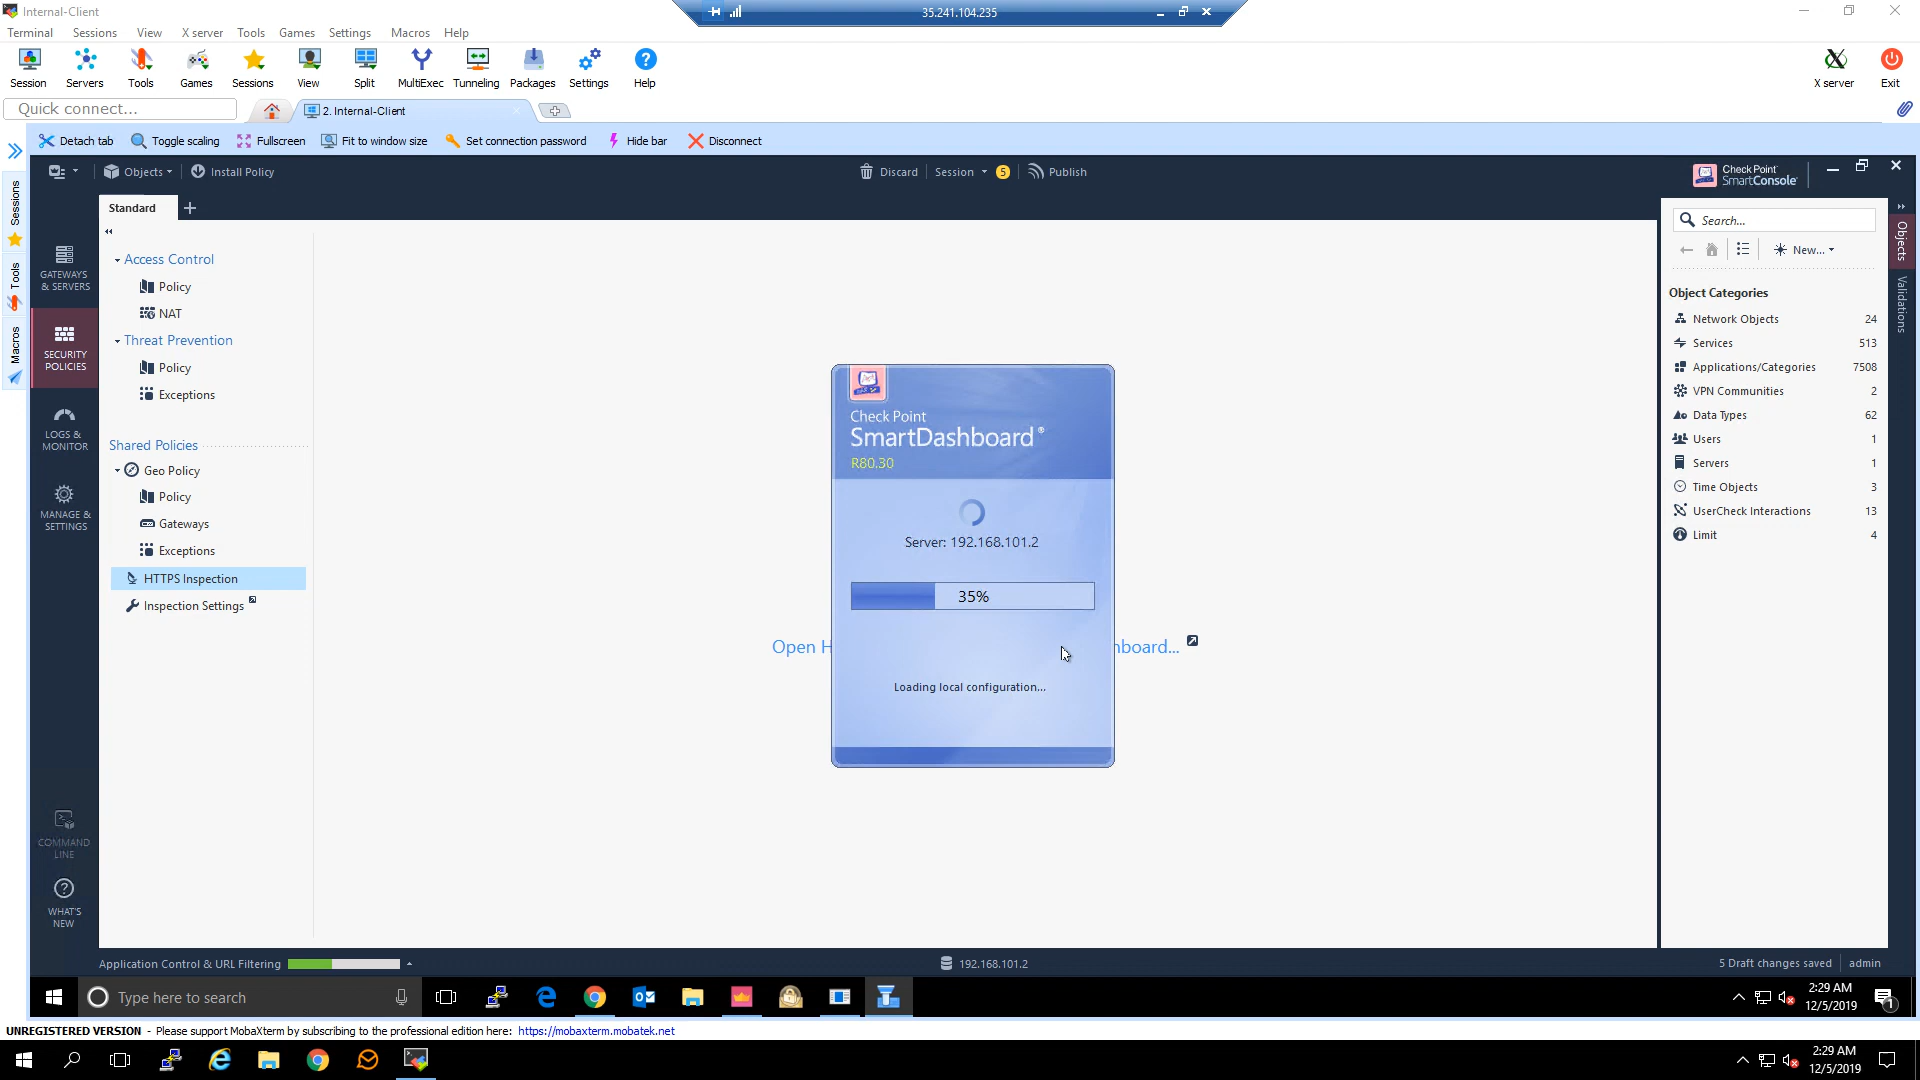 Internal-Client
35.241.104.235
Terminal Sessions View X server Tools Games Settings Macros Help
Session Servers Tools Games Sessions View Split MultiExec Tunneling Packages Settings Help X server Exit
Quick connect... 2. Internal-Client
Detach tab Toggle scaling Fullscreen Fit to window size Set connection password Hide bar Disconnect
Sessions
Tools
Macros
Objects Install Policy Discard Session 5 Publish
Check Point
SmartConsole
Standard
GATEWAYS
& SERVERS
SECURITY
POLICIES
LOGS &
MONITOR
MANAGE &
SETTINGS
COMMAND
LINE
WHAT'S
NEW
Access Control
Policy
NAT
Threat Prevention
Policy
Exceptions
Shared Policies
Geo Policy
Policy
Gateways
Exceptions
HTTPS Inspection
Inspection Settings
Check Point
SmartDashboard®
R80.30
Server: 192.168.101.2
35%
Open H
hboard...
Loading local configuration...
Search...
New...
Object Categories
Network Objects 24
Services 513
Applications/Categories 7508
VPN Communities 2
Data Types 62
Users 1
Servers 1
Time Objects 3
UserCheck Interactions 13
Limit 4
Objects
Validations
Application Control & URL Filtering 192.168.101.2 5 Draft changes saved admin
Type here to search
2:29 AM
12/5/2019
1
UNREGISTERED VERSION - Please support MobaXterm by subscribing to the professional edition here: https://mobaxterm.mobatek.net
2:29 AM
12/5/2019